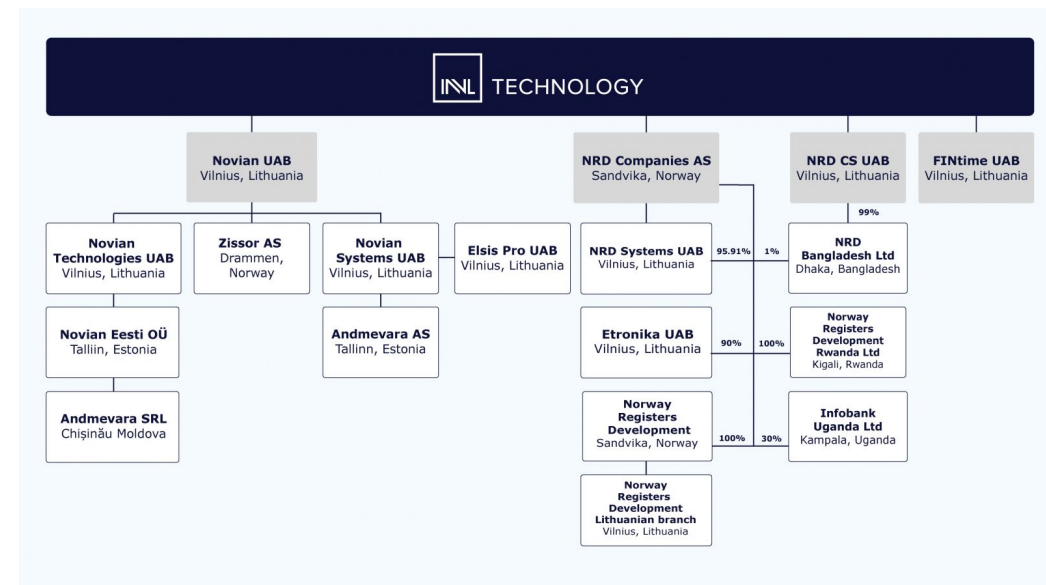 INVL TECHNOLOGY
Novian UAB
Vilnius, Lithuania
NRD Companies AS
Sandvika, Norway
NRD CS UAB
Vilnius, Lithuania
FINtime UAB
Vilnius, Lithuania
99%
Novian
Technologies UAB
Vilnius, Lithuania
Zissor AS
Drammen,
Norway
Novian
Systems UAB
Vilnius, Lithuania
Elsis Pro UAB
Vilnius, Lithuania
NRD Systems UAB
Vilnius, Lithuania
95.91%
1%
NRD
Bangladesh Ltd
Dhaka, Bangladesh
Novian Eesti OÜ
Talliin, Estonia
Andmevara AS
Tallinn, Estonia
Etronika UAB
Vilnius, Lithuania
90%
100%
Norway
Registers
Development
Rwanda Ltd
Kigali, Rwanda
Andmevara SRL
Chișinău Moldova
Norway
Registers
Development
Sandvika, Norway
100%
30%
Infobank
Uganda Ltd
Kampala, Uganda
Norway
Registers
Development
Lithuanian branch
Vilnius, Lithuania